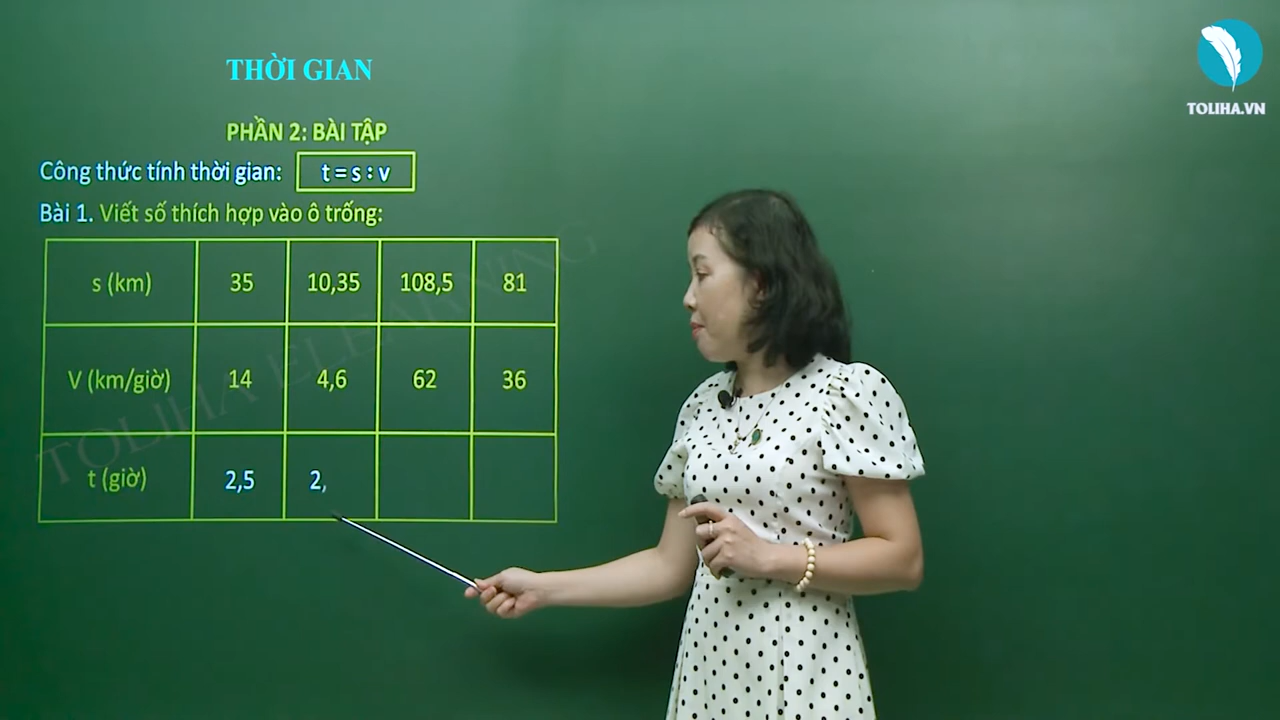 THỜI GIAN
TOLIHA.VN
PHẦN 2: BÀI TẬP
Công thức tính thời gian: t = s : v
Bài 1. Viết số thích hợp vào ô trống:
s (km) 35 10,35 108,5 81
V (km/giờ) 14 4,6 62 36
t (giờ) 2,5 2,
TOLIHA ELEARNING